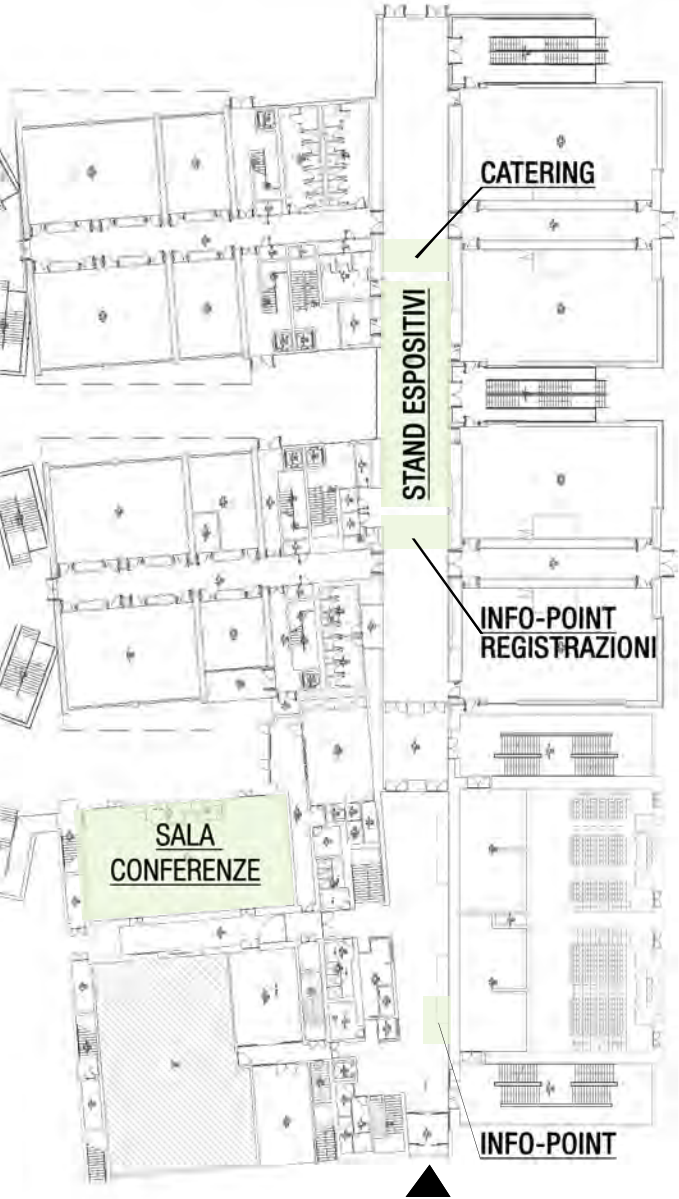 CATERING
STAND ESPOSITIVI
INFO-POINT
REGISTRAZIONI
SALA
CONFERENZE
INFO-POINT